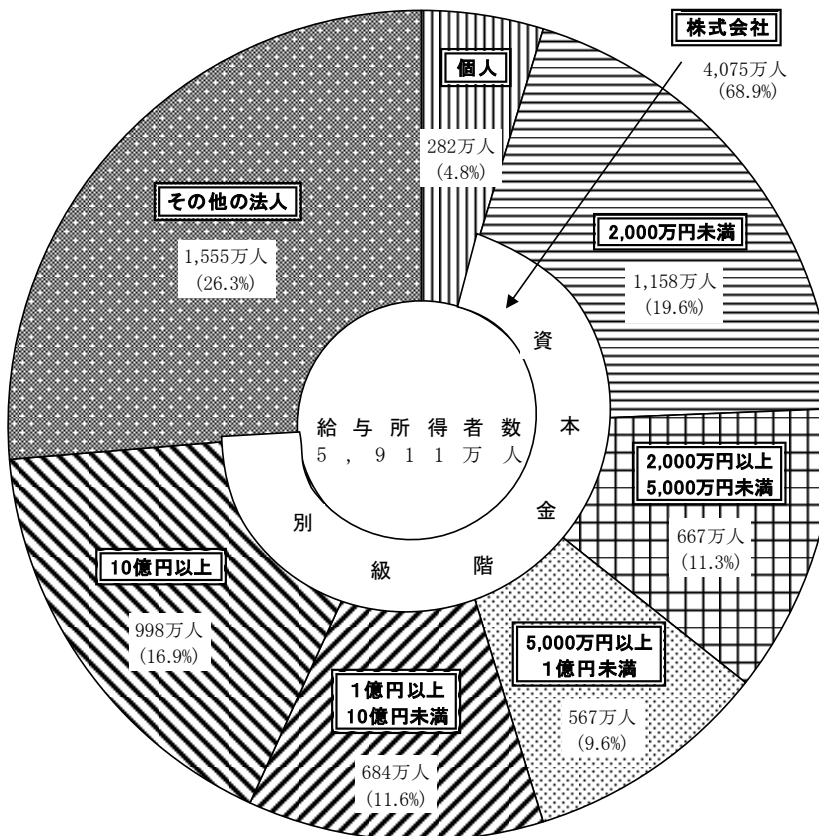 株式会社
4,075万人
(68.9%)
個人
282万人
(4.8%)
2,000万円未満
1,158万人
(19.6%)
2,000万円以上
5,000万円未満
667万人
(11.3%)
5,000万円以上
1億円未満
567万人
(9.6%)
1億円以上
10億円未満
684万人
(11.6%)
10億円以上
998万人
(16.9%)
その他の法人
1,555万人
(26.3%)
資本金階級別
給与所得者数
5,911万人